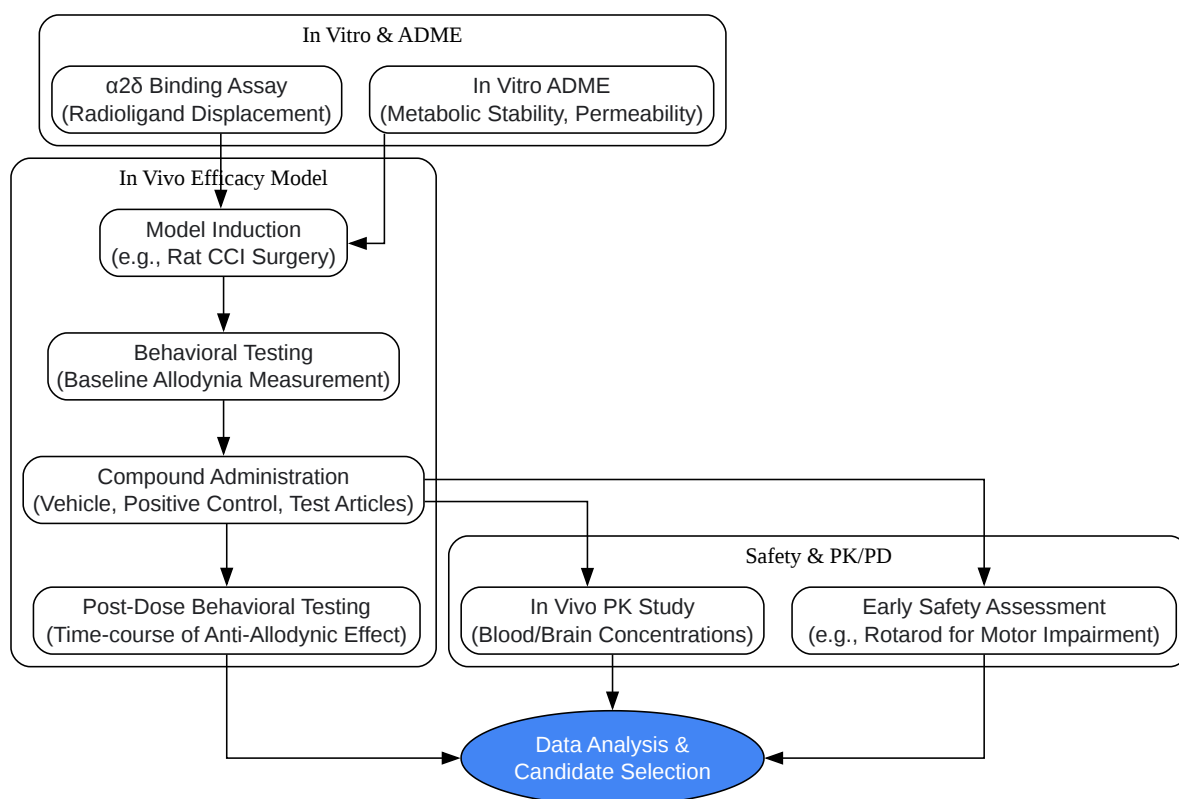 In Vitro & ADME
α2δ Binding Assay
(Radioligand Displacement)
In Vitro ADME
(Metabolic Stability, Permeability)
In Vivo Efficacy Model
Model Induction
(e.g., Rat CCI Surgery)
Behavioral Testing
(Baseline Allodynia Measurement)
Compound Administration
(Vehicle, Positive Control, Test Articles)
Post-Dose Behavioral Testing
(Time-course of Anti-Allodynic Effect)
Safety & PK/PD
In Vivo PK Study
(Blood/Brain Concentrations)
Early Safety Assessment
(e.g., Rotarod for Motor Impairment)
Data Analysis &
Candidate Selection